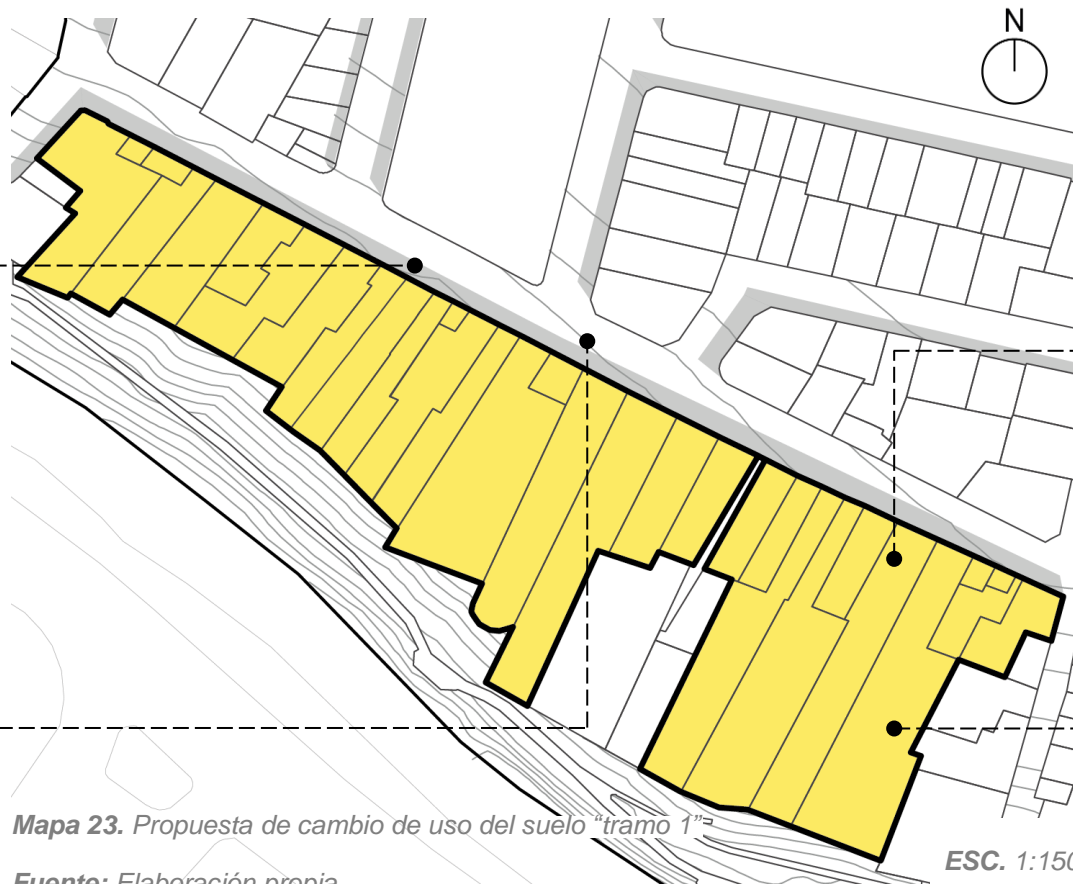 N
Mapa 23. Propuesta de cambio de uso del suelo “tramo 1”
ESC. 1:150
Fuente: Elaboración propia